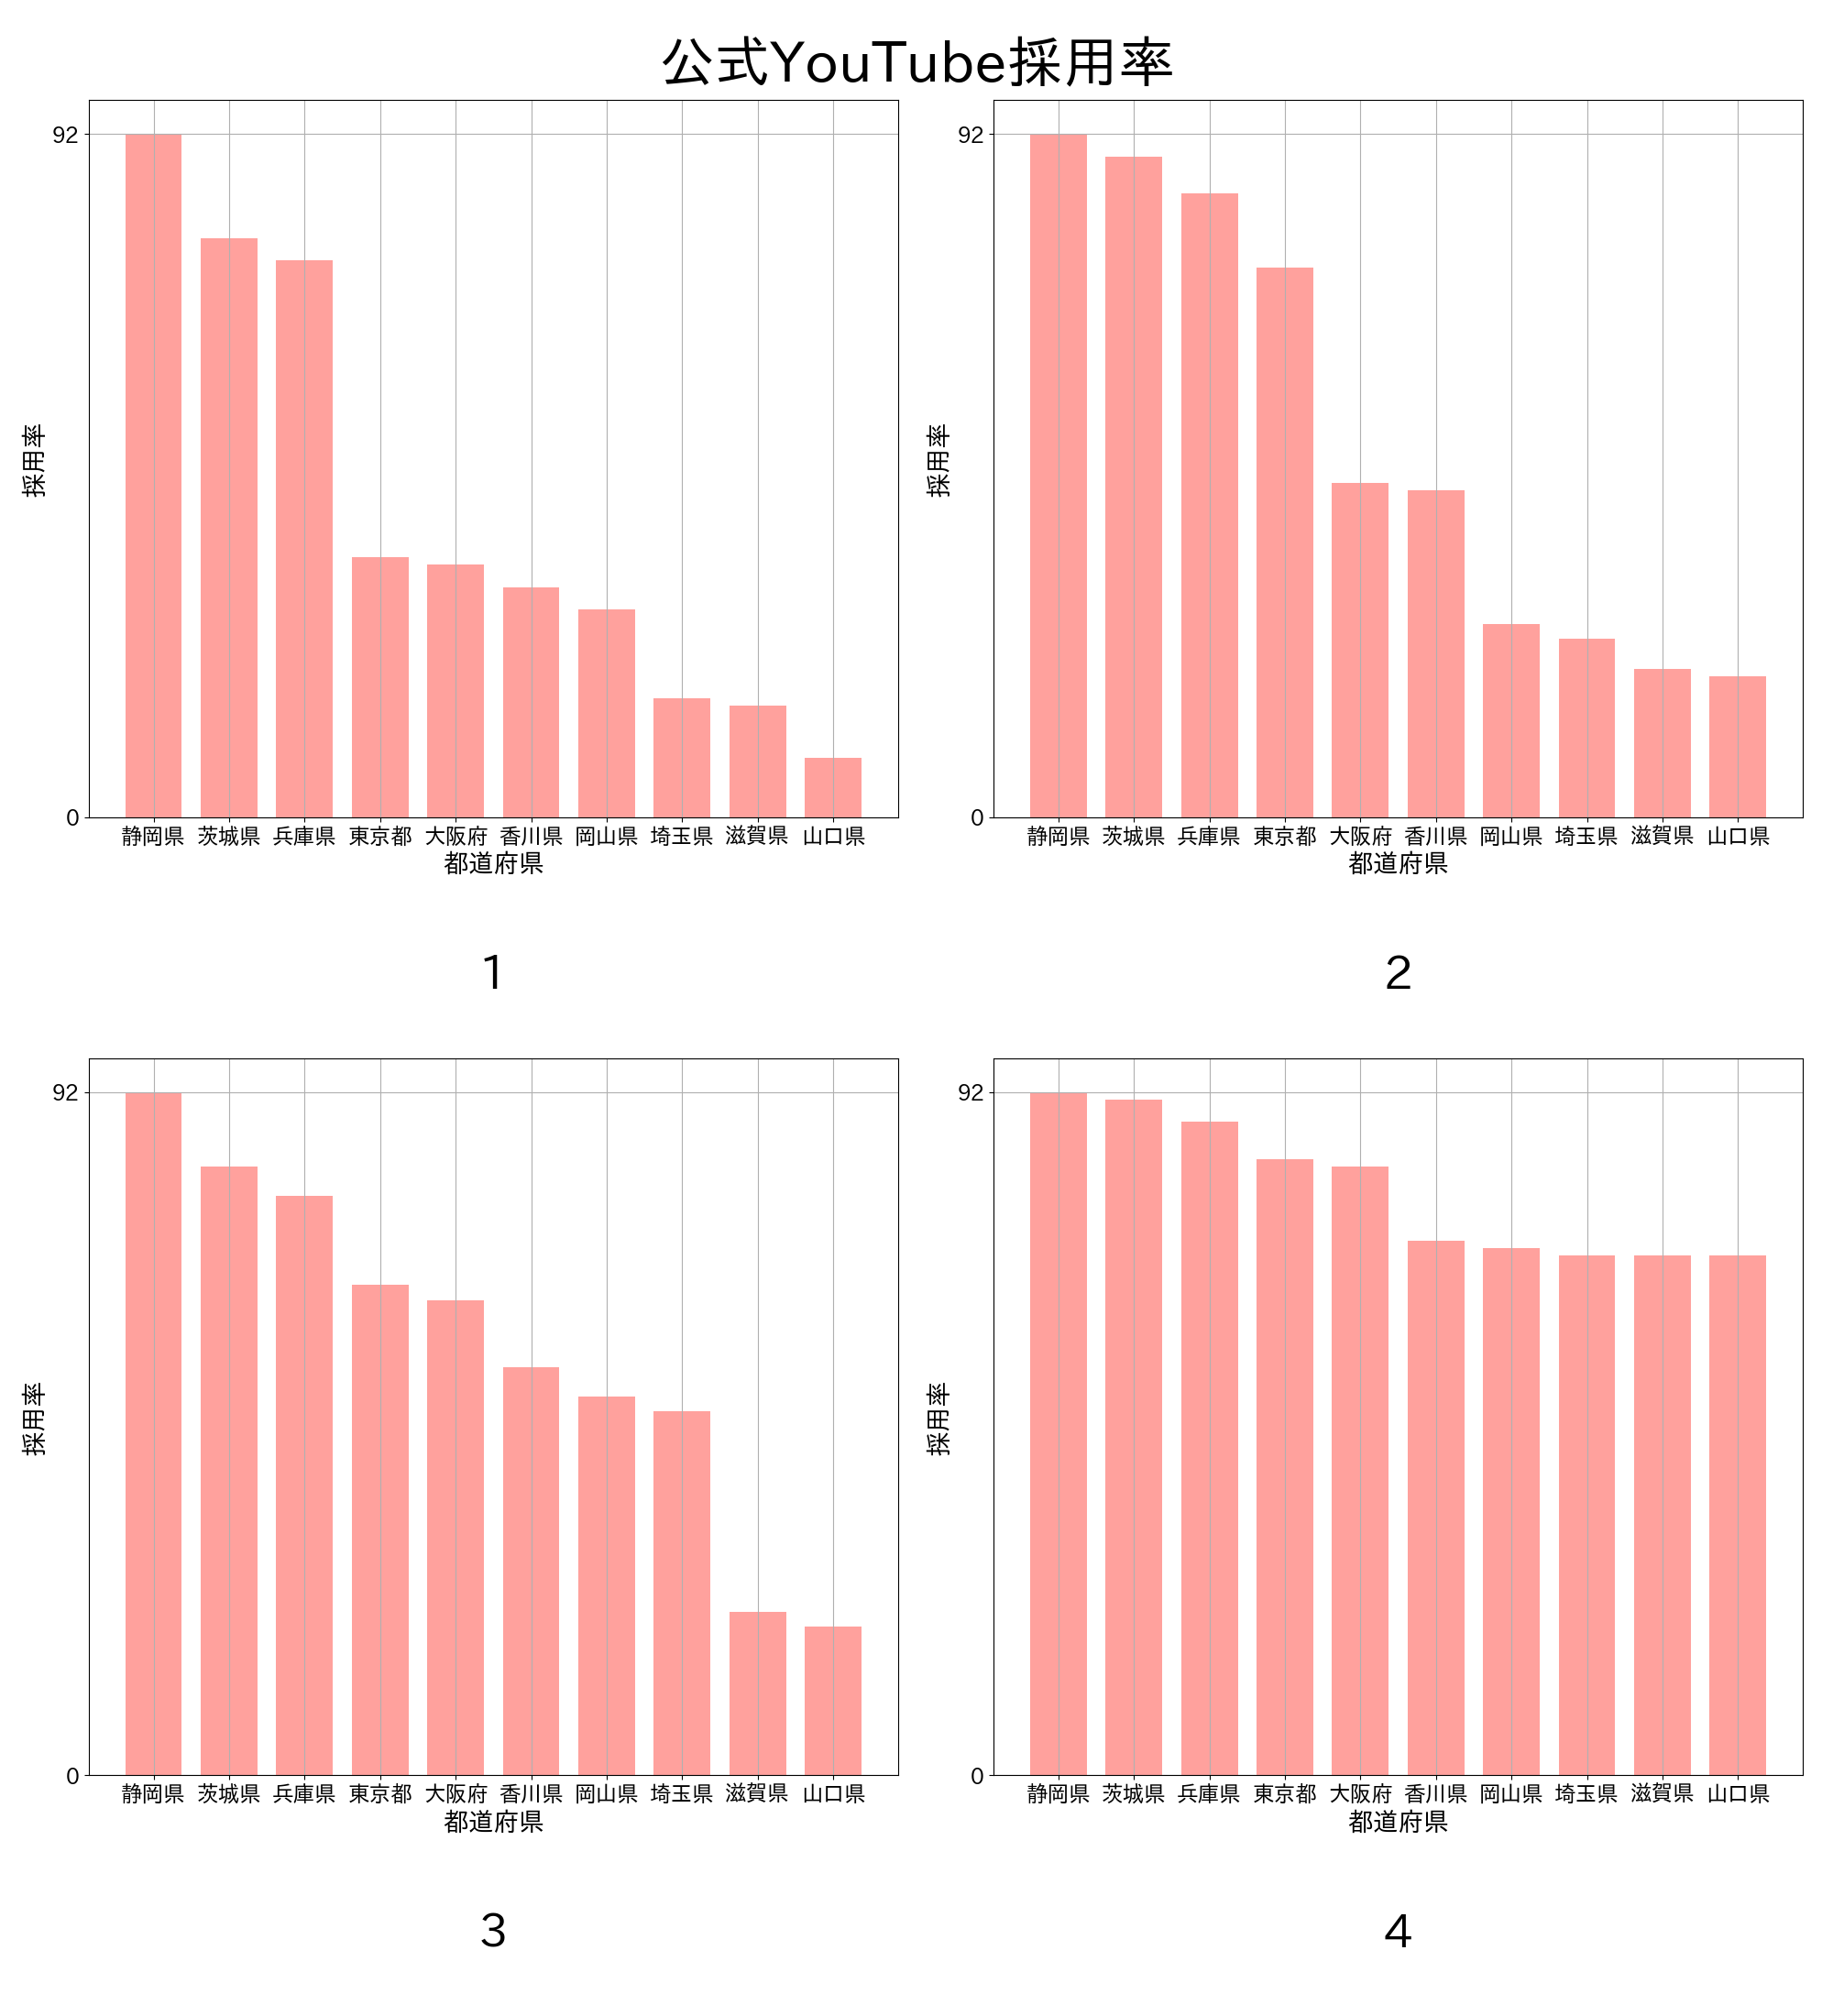 公式YouTube採用率
92
0
採用率
静岡県 茨城県 兵庫県 東京都 大阪府 香川県 岡山県 埼玉県 滋賀県 山口県
都道府県
1
92
0
採用率
静岡県 茨城県 兵庫県 東京都 大阪府 香川県 岡山県 埼玉県 滋賀県 山口県
都道府県
2
92
0
採用率
静岡県 茨城県 兵庫県 東京都 大阪府 香川県 岡山県 埼玉県 滋賀県 山口県
都道府県
3
92
0
採用率
静岡県 茨城県 兵庫県 東京都 大阪府 香川県 岡山県 埼玉県 滋賀県 山口県
都道府県
4